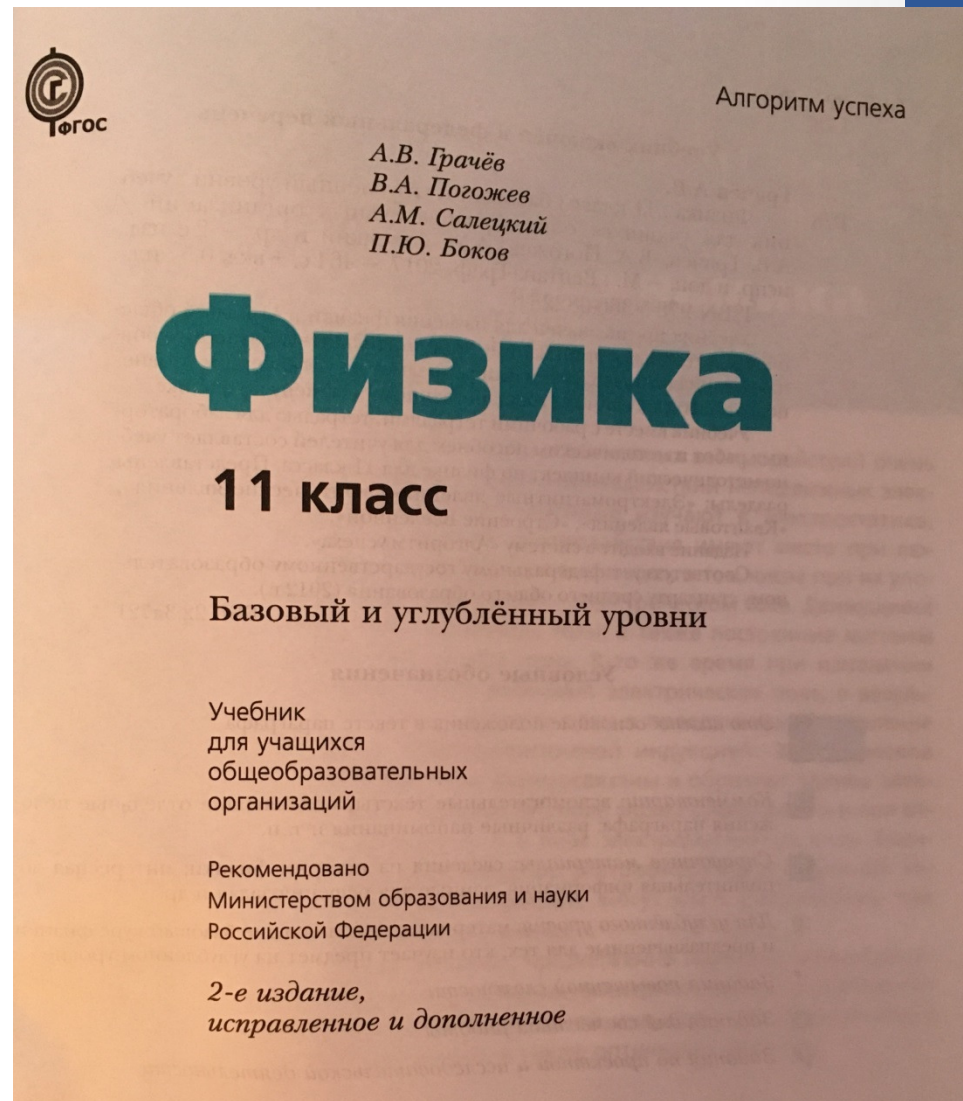 ФГОС
Алгоритм успеха
А.В. Грачёв
В.А. Погожев
А.М. Салецкий
П.Ю. Боков
Физика
11 класс
Базовый и углублённый уровни
Учебник
для учащихся
общеобразовательных
организаций
Рекомендовано
Министерством образования и науки
Российской Федерации
2-е издание,
исправленное и дополненное